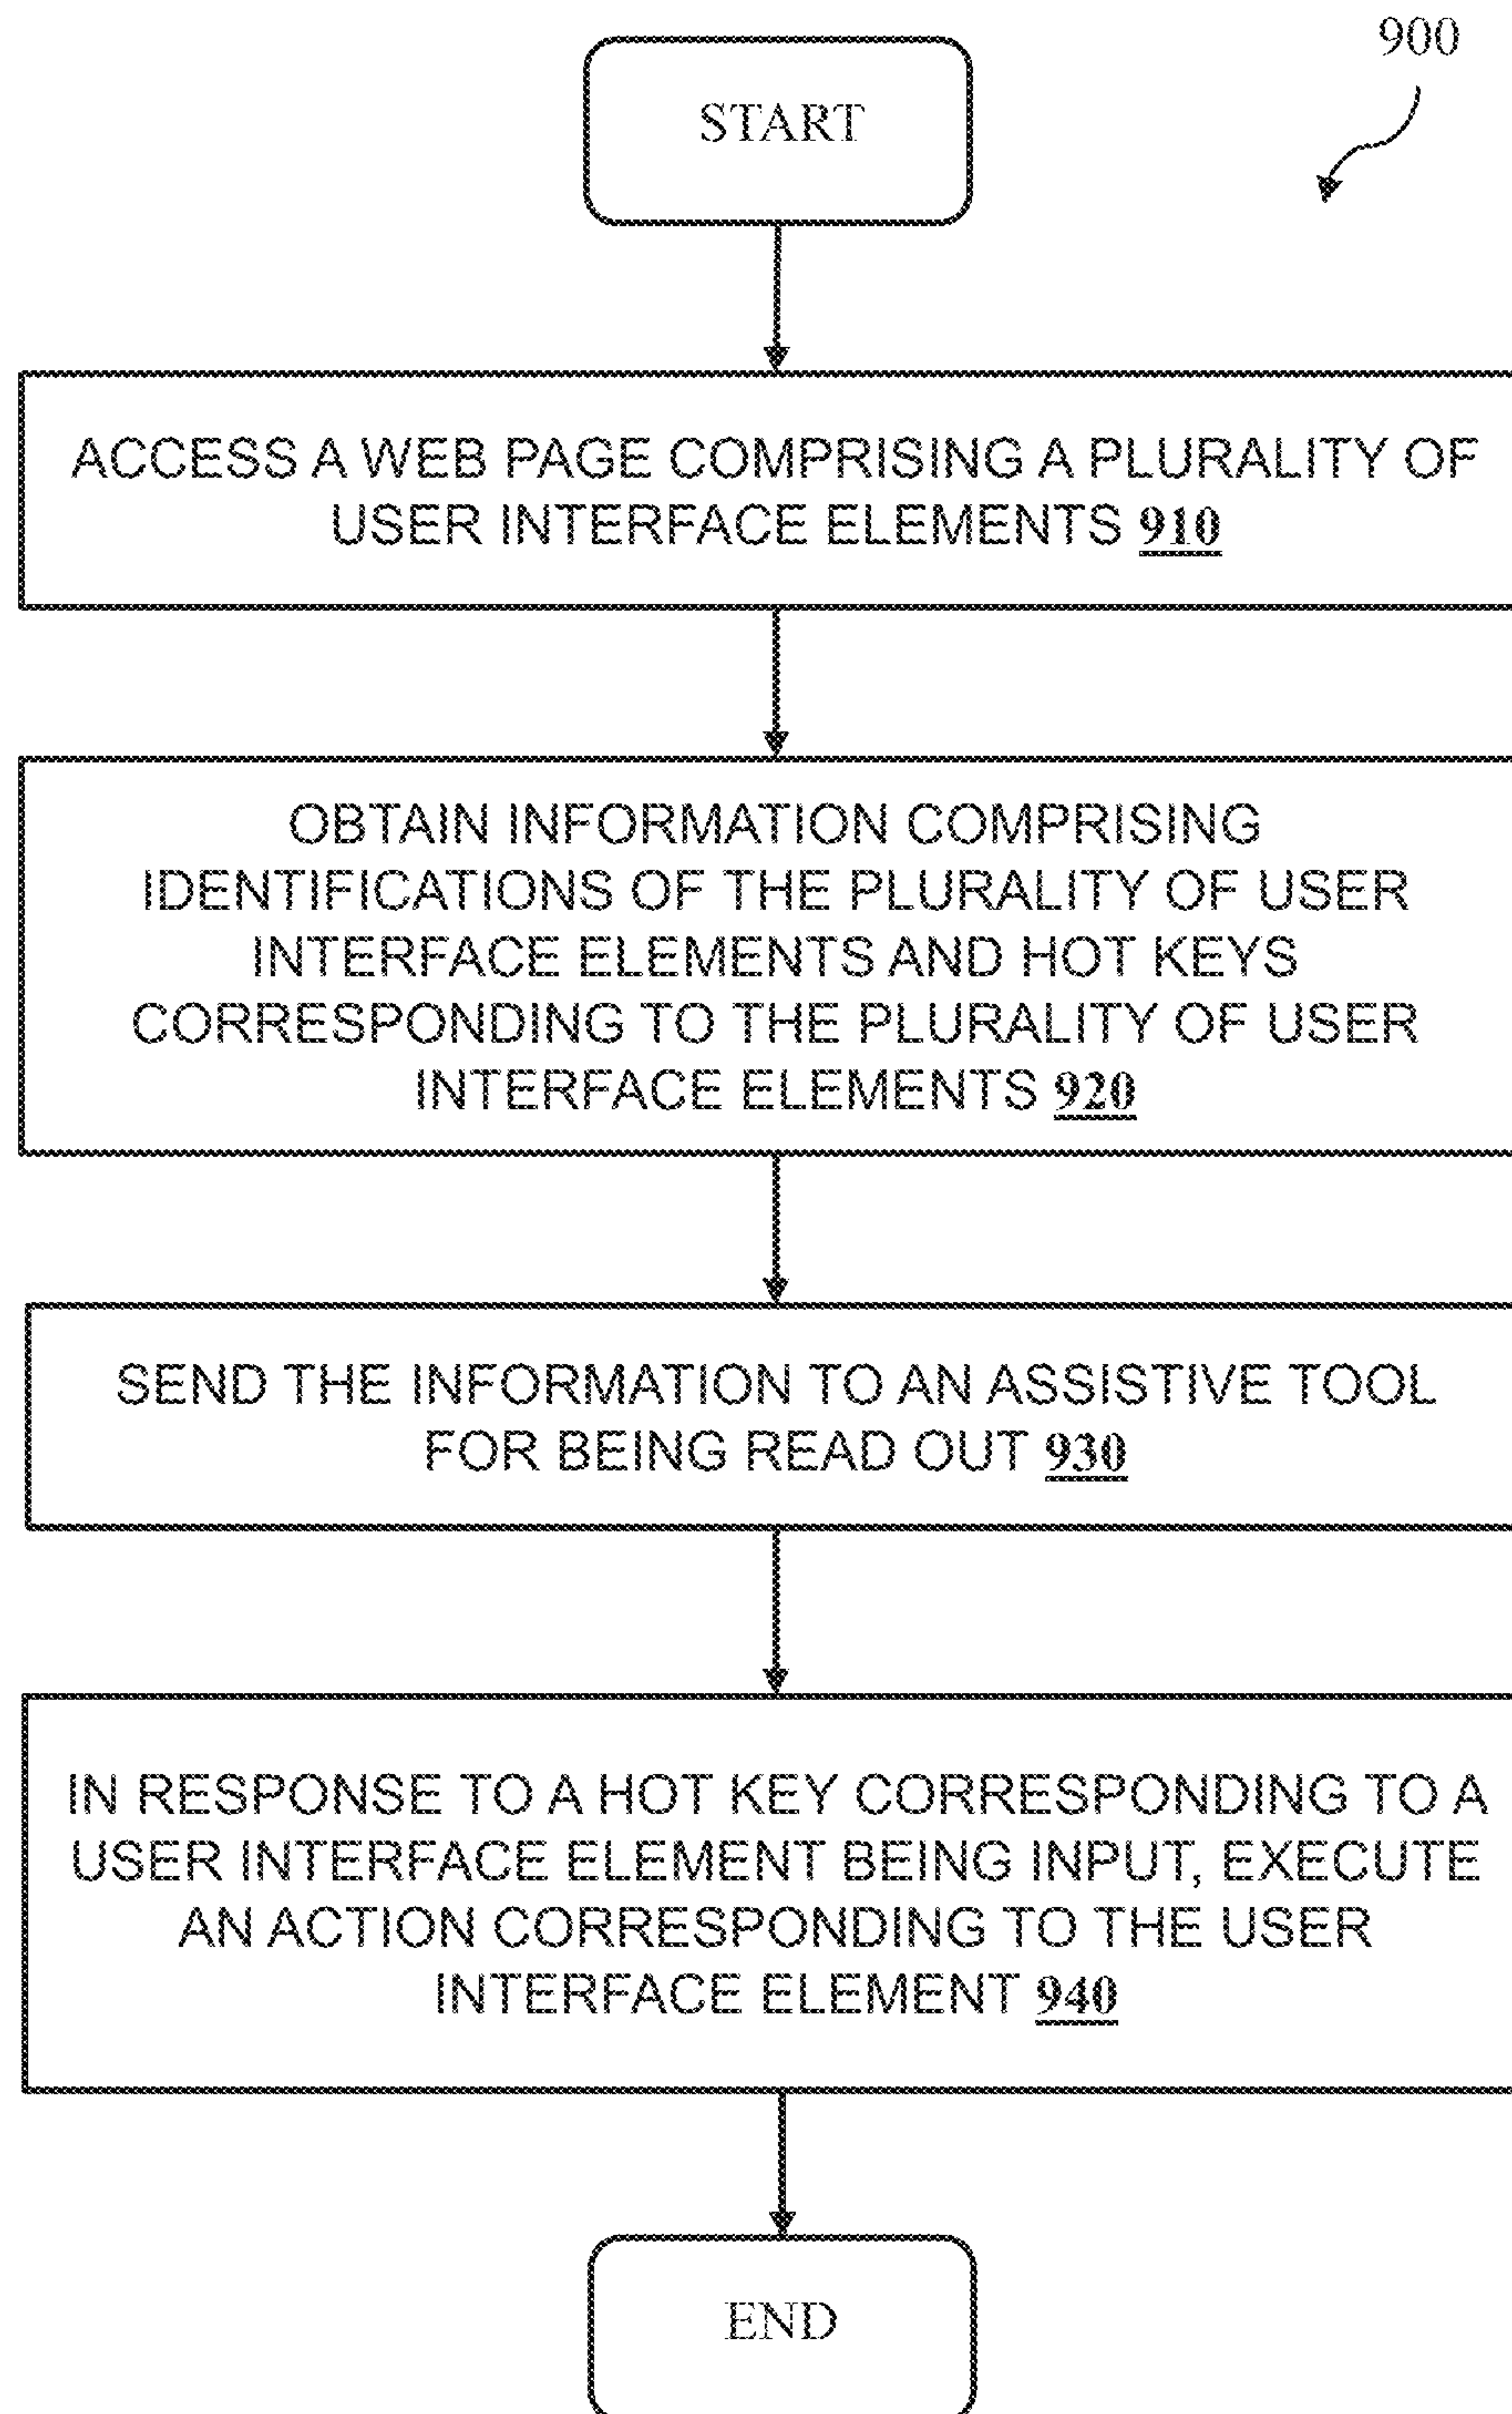 900
START
ACCESS A WEB PAGE COMPRISING A PLURALITY OF
USER INTERFACE ELEMENTS 910
OBTAIN INFORMATION COMPRISING
IDENTIFICATIONS OF THE PLURALITY OF USER
INTERFACE ELEMENTS AND HOT KEYS
CORRESPONDING TO THE PLURALITY OF USER
INTERFACE ELEMENTS 920
SEND THE INFORMATION TO AN ASSISTIVE TOOL
FOR BEING READ OUT 930
IN RESPONSE TO A HOT KEY CORRESPONDING TO A
USER INTERFACE ELEMENT BEING INPUT, EXECUTE
AN ACTION CORRESPONDING TO THE USER
INTERFACE ELEMENT 940
END